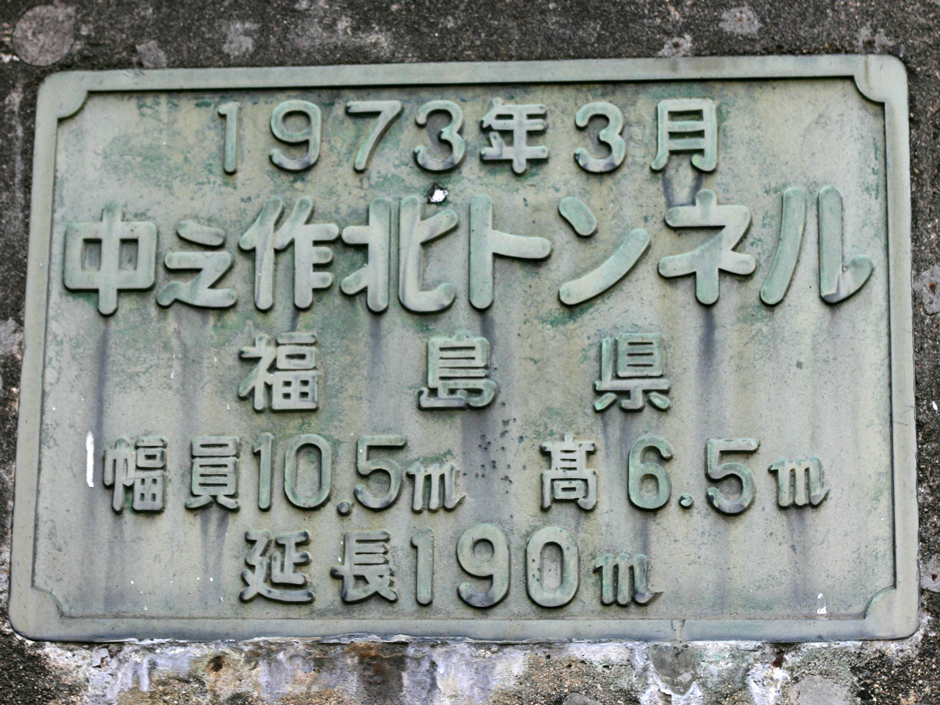 1973年3月
中之作北トンネル
福島県
幅員10.5m 髙6.5m
延長190m